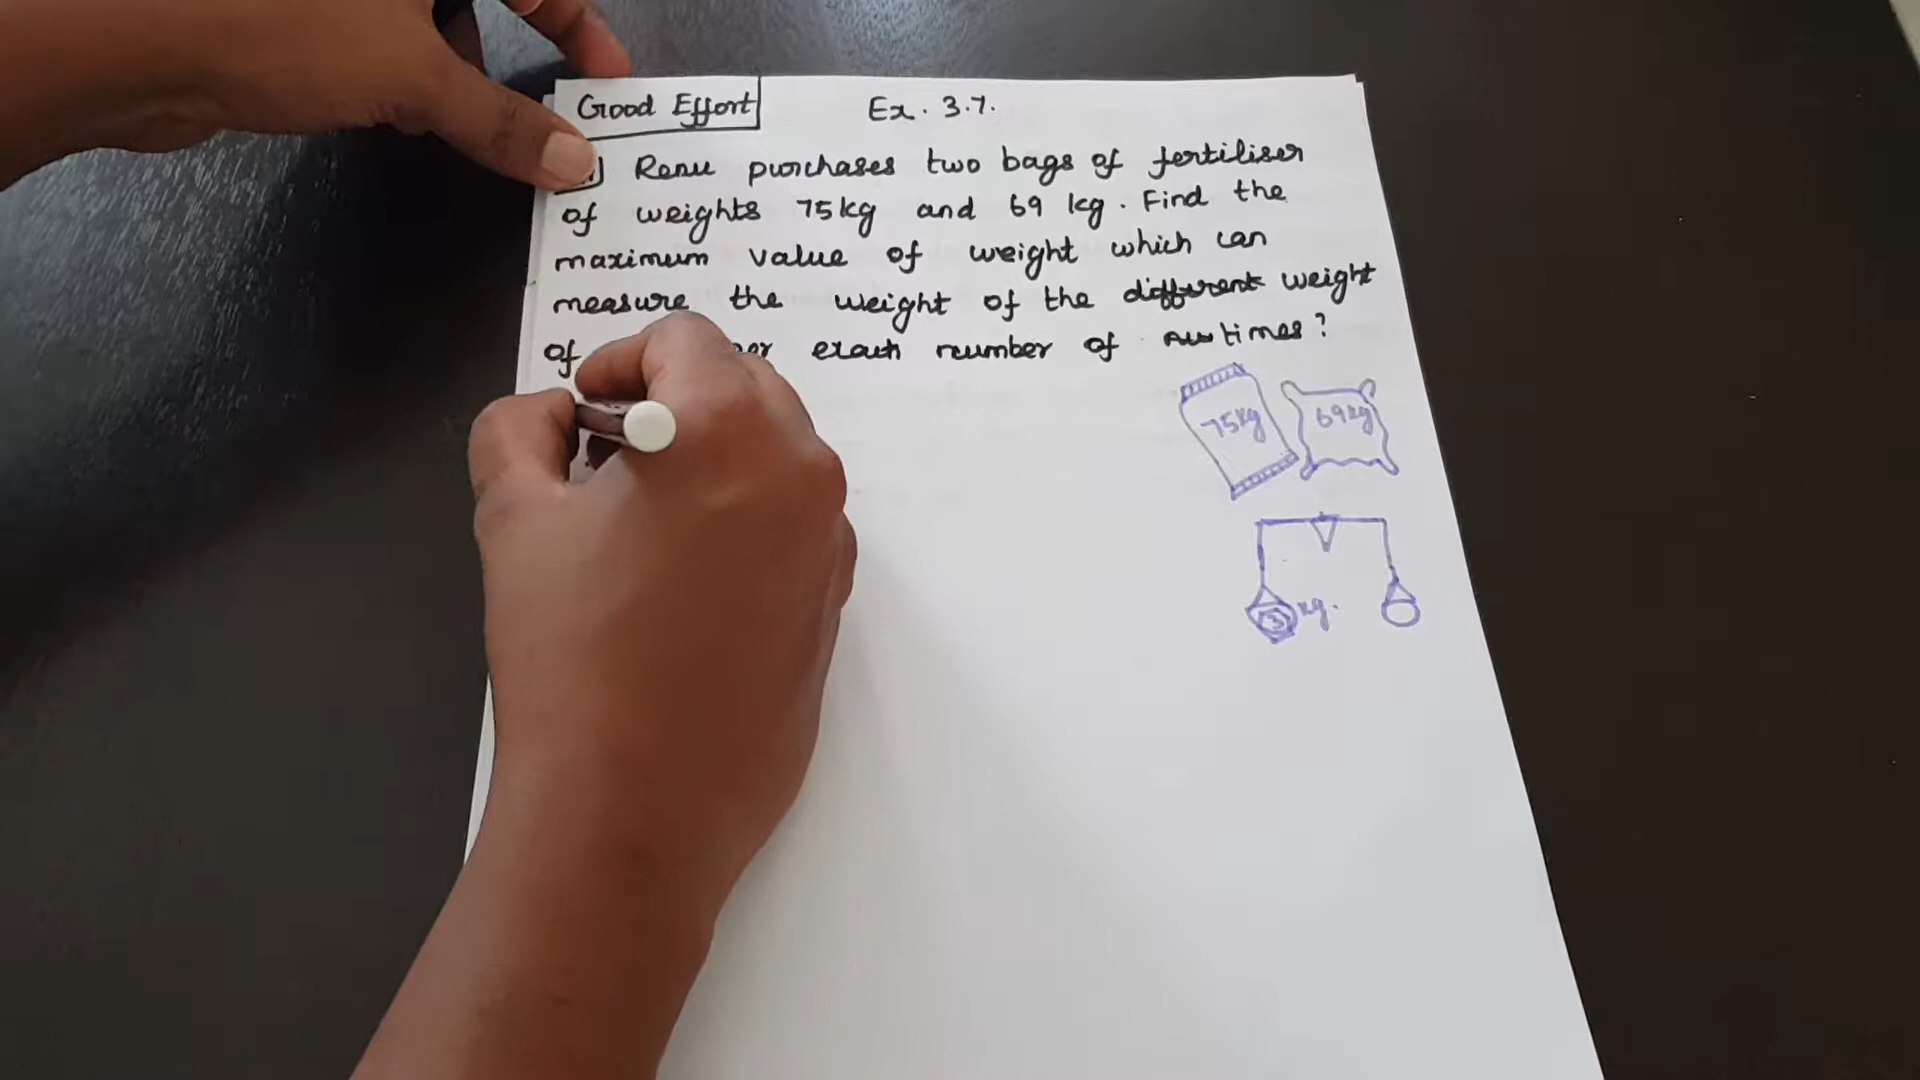 Good Effort
Ex. 3.7.
Renu purchases two bags of fertiliser
of weights 75kg and 69 kg. Find the
maximum value of weight which can
measure the weight of the different weight
of exact number of times?
75kg
69kg
3 kg.